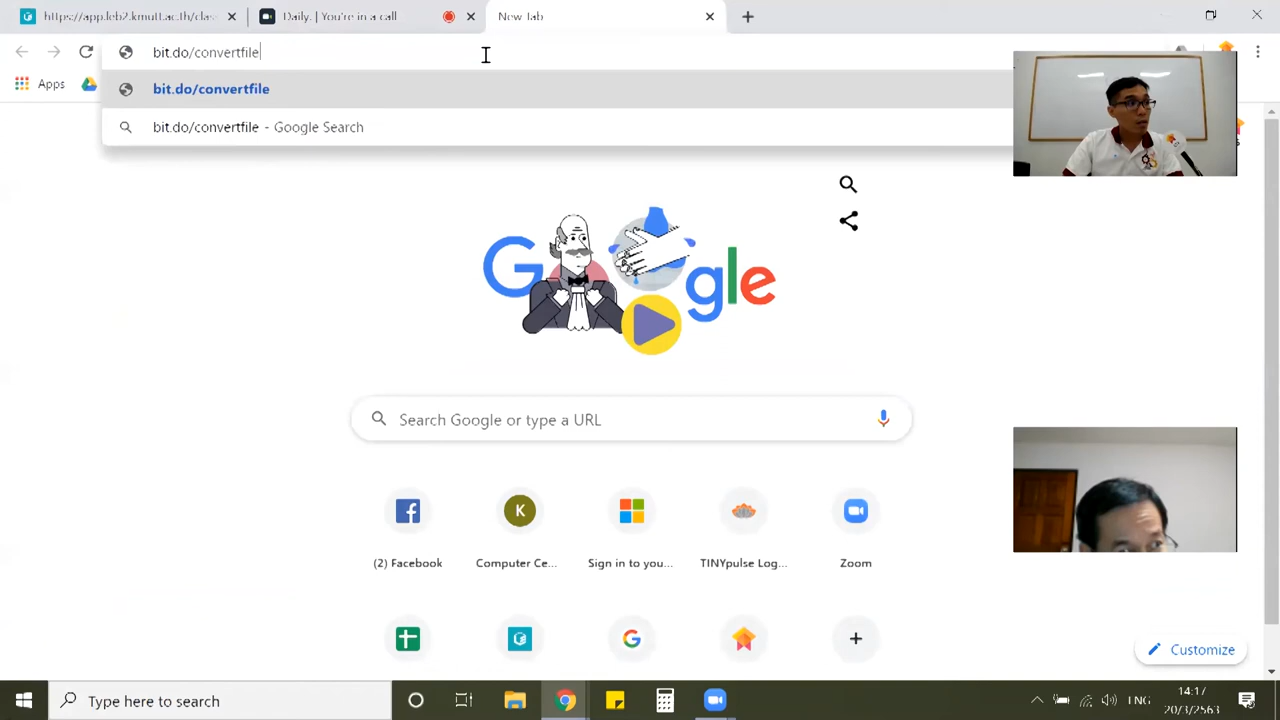 https://app.leb2.kmutt.ac.th/clas
Daily. | You're in a call
New Tab
bit.do/convertfile
Apps
bit.do/convertfile
bit.do/convertfile - Google Search
Google
Search Google or type a URL
K
(2) Facebook
Computer Ce...
Sign in to you...
TINYpulse Log...
Zoom
Customize
Type here to search
ENG
14:17
20/3/2563